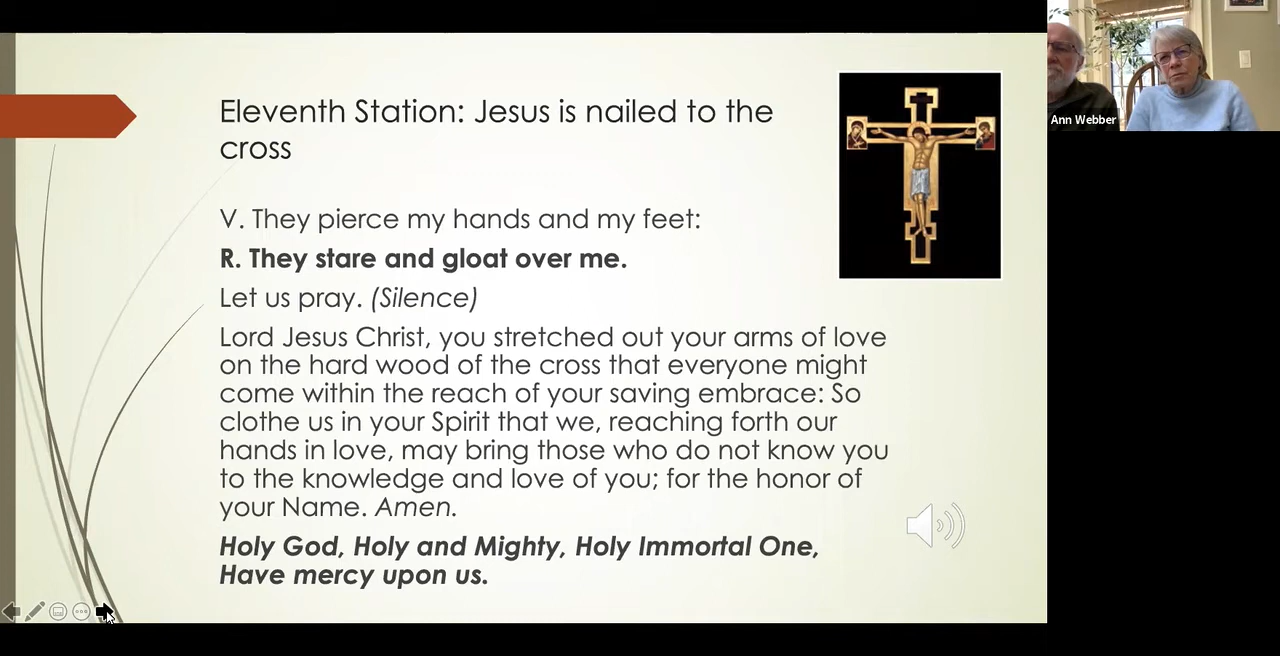 Eleventh Station: Jesus is nailed to the
cross
V. They pierce my hands and my feet:
R. They stare and gloat over me.
Let us pray. (Silence)
Lord Jesus Christ, you stretched out your arms of love
on the hard wood of the cross that everyone might
come within the reach of your saving embrace: So
clothe us in your Spirit that we, reaching forth our
hands in love, may bring those who do not know you
to the knowledge and love of you; for the honor of
your Name. Amen.
Holy God, Holy and Mighty, Holy Immortal One,
Have mercy upon us.
Ann Webber